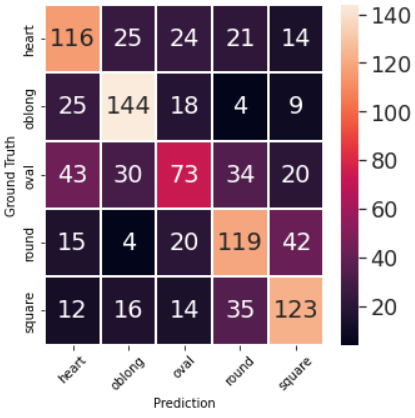 heart 116 25 24 21 14
oblong 25 144 18 4 9
oval 43 30 73 34 20
round 15 4 20 119 42
square 12 16 14 35 123
Ground Truth
heart oblong oval round square
Prediction
140
120
100
80
60
40
20